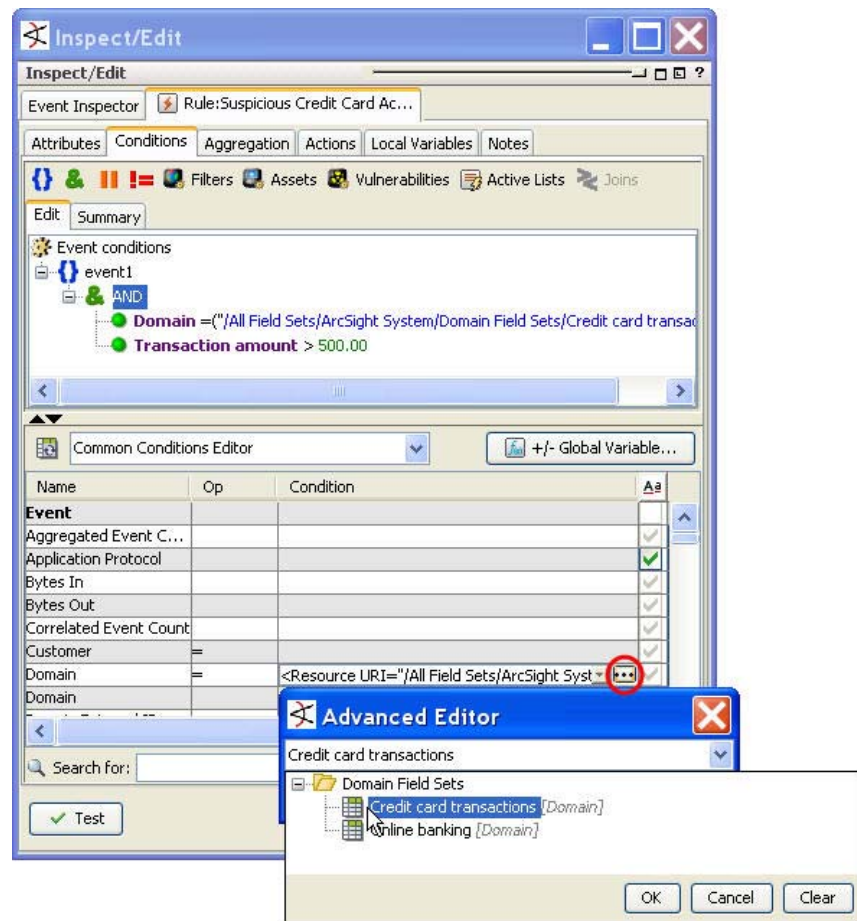 Inspect/Edit
Inspect/Edit
?
Event Inspector Rule:Suspicious Credit Card Ac...
Attributes Conditions Aggregation Actions Local Variables Notes
{} & || != Filters Assets Vulnerabilities Active Lists Joins
Edit Summary
Event conditions
{} event1
& AND
Domain =("/All Field Sets/ArcSight System/Domain Field Sets/Credit card transac
Transaction amount > 500.00
Common Conditions Editor +/- Global Variable...
Name Op Condition Aa
Event
Aggregated Event C...
Application Protocol
Bytes In
Bytes Out
Correlated Event Count
Customer =
Domain = <Resource URI="/All Field Sets/ArcSight Syst
Domain
Advanced Editor
Search for:
Credit card transactions
Domain Field Sets
Credit card transactions [Domain]
Online banking [Domain]
Test
OK Cancel Clear